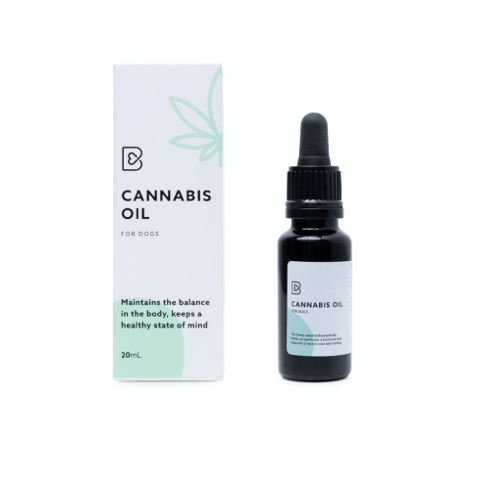 B
CANNABIS
OIL
FOR DOGS
Maintains the balance
in the body, keeps a
healthy state of mind
20mL
B
CANNABIS OIL
FOR DOGS